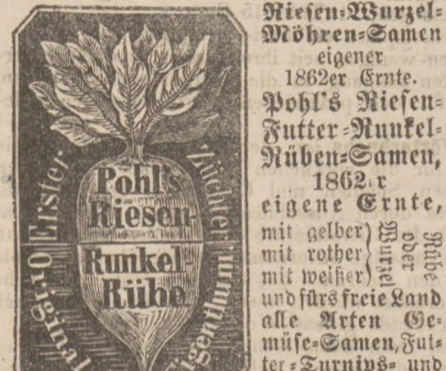 Erster
Züchter
Pohl's
Riesen-
Runkel-
Rübe
Riesen-Wurzel-
Möhren-Samen
eigener
1862er Ernte.
Pohl's Riesen-
Futter-Runkel-
Rüben-Samen,
1862 r
eigene Ernte,
mit gelber
mit rother
mit weißer
Wurzel
oder
Rübe
und fürs freie Land
alle Arten Ge-
müse-Samen, Fut-
ter-Turnips- und